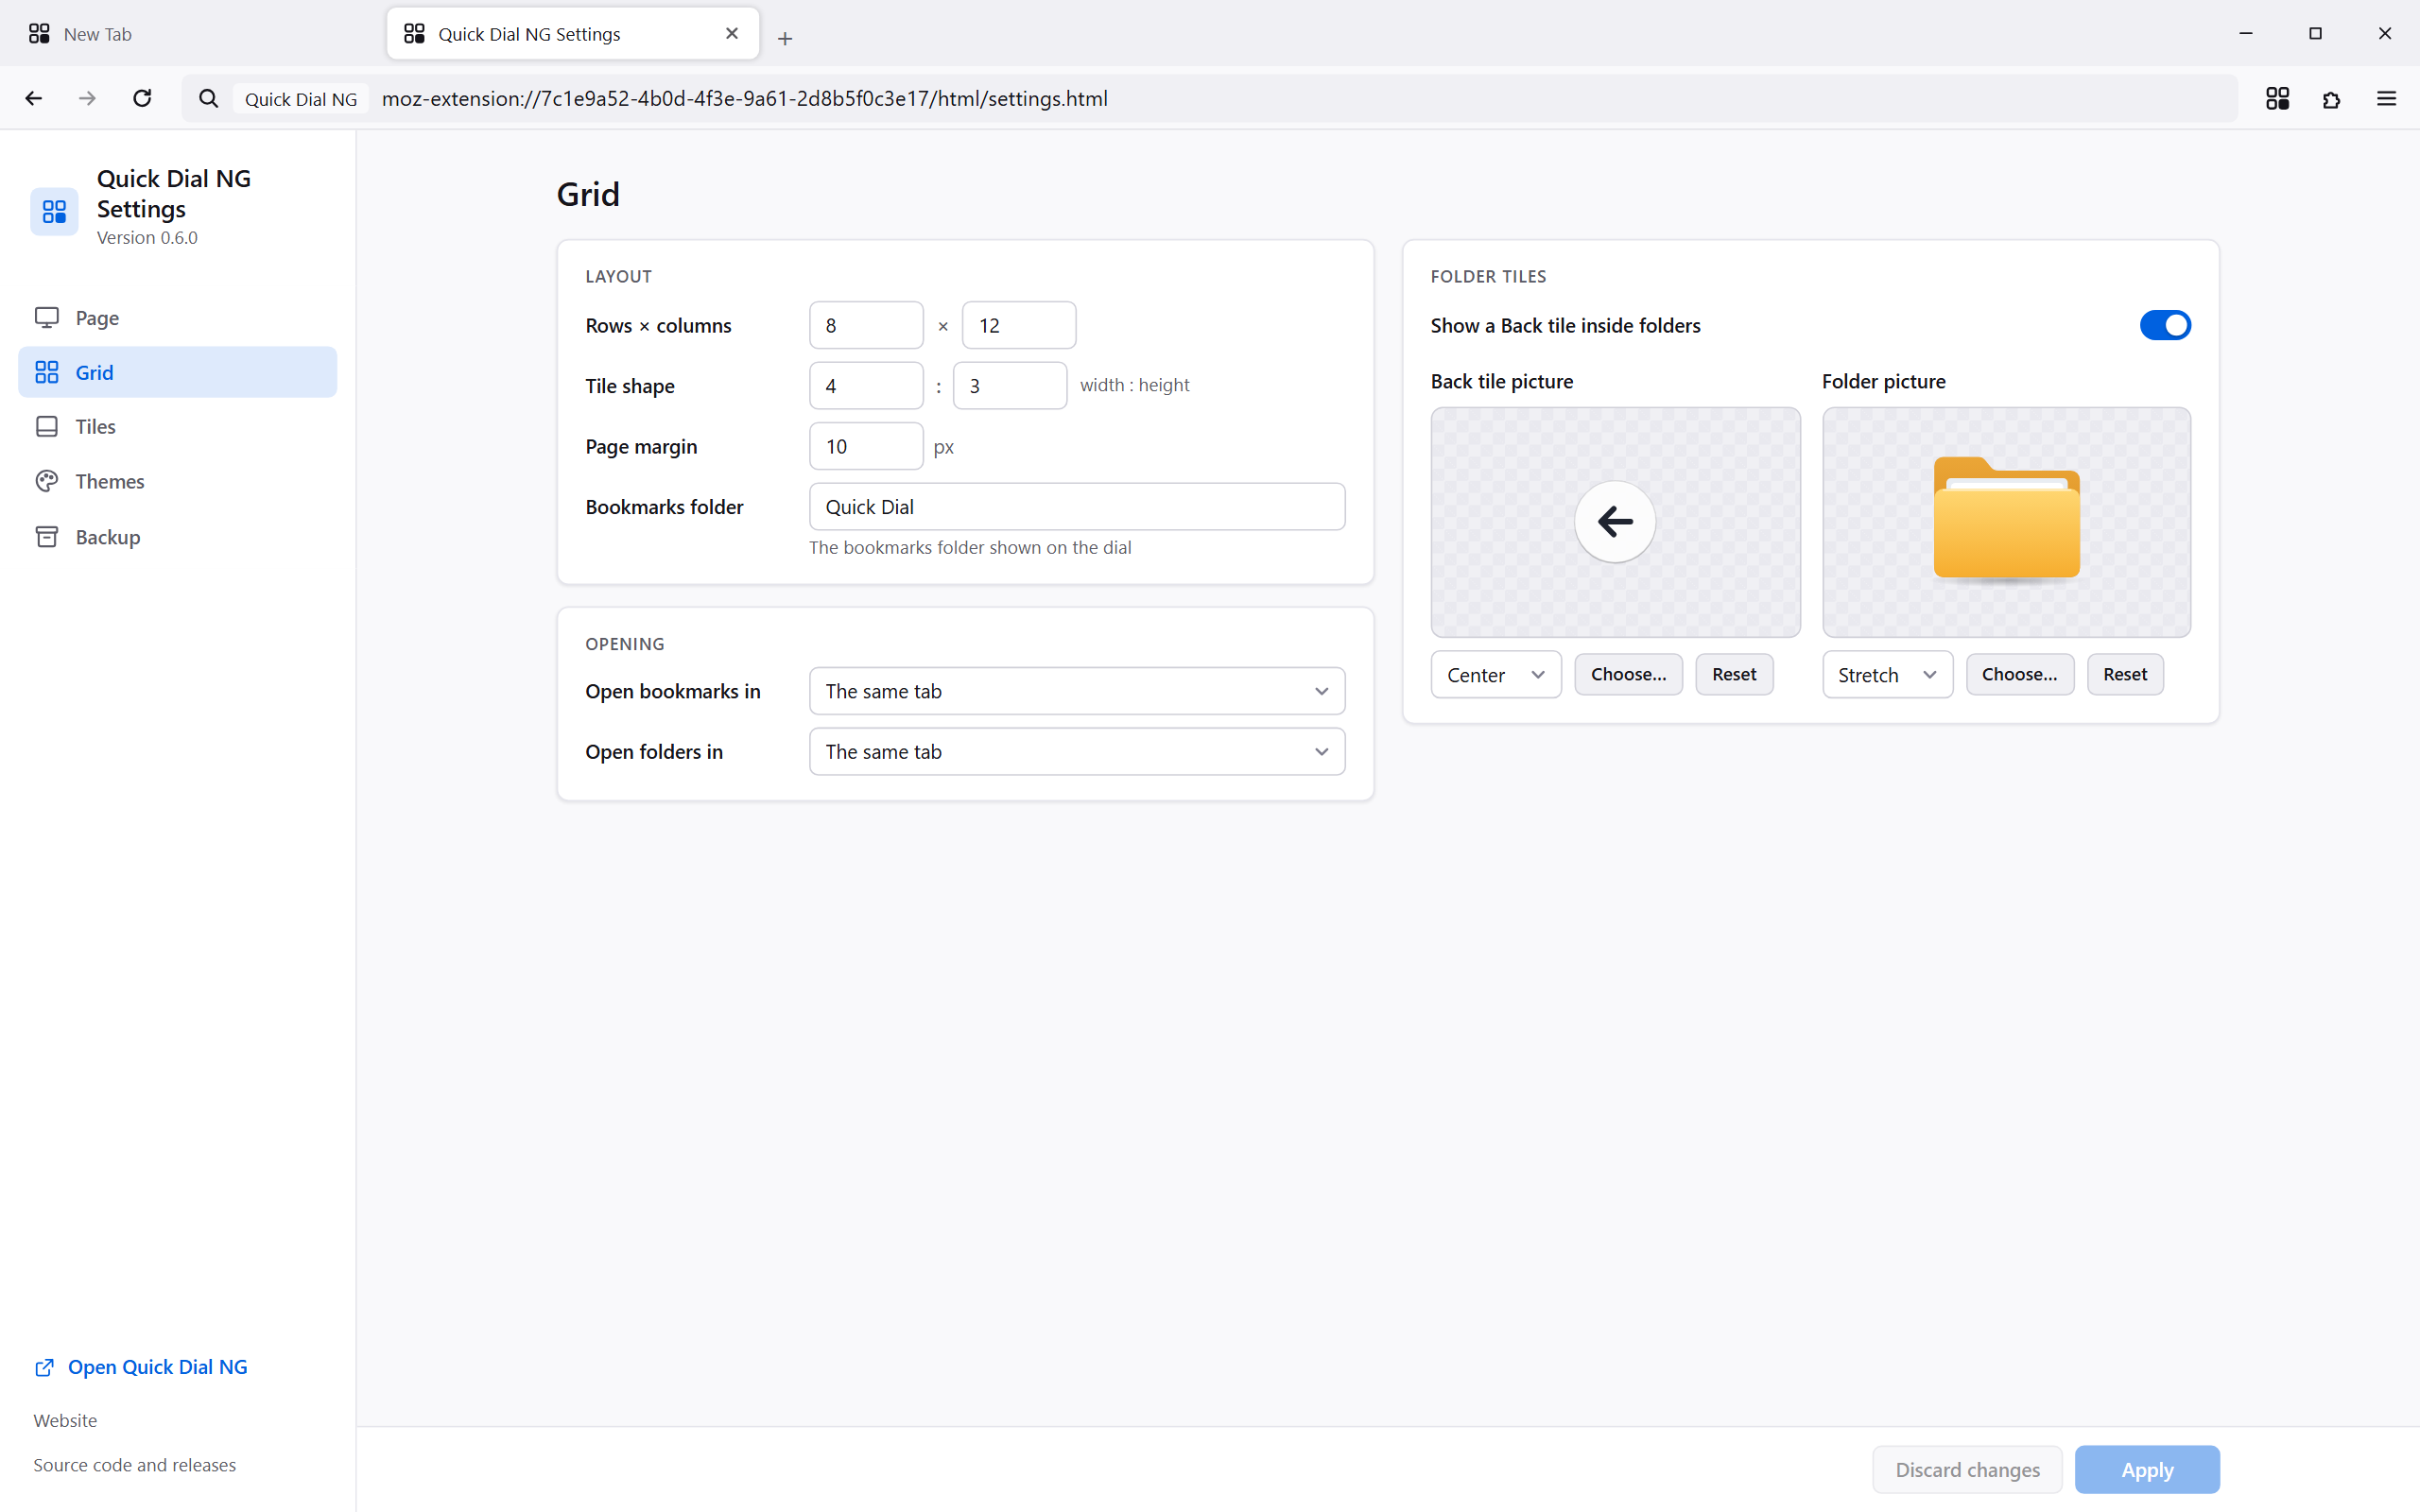 New Tab
Quick Dial NG Settings
Quick Dial NG
moz-extension://7c1e9a52-4b0d-4f3e-9a61-2d8b5f0c3e17/html/settings.html
Quick Dial NG
Settings
Version 0.6.0
Page
Grid
Tiles
Themes
Backup
Open Quick Dial NG
Website
Source code and releases
Grid
LAYOUT
Rows × columns 8 × 12
Tile shape 4 : 3 width : height
Page margin 10 px
Bookmarks folder Quick Dial
The bookmarks folder shown on the dial
OPENING
Open bookmarks in The same tab
Open folders in The same tab
FOLDER TILES
Show a Back tile inside folders
Back tile picture Folder picture
Center Choose... Reset Stretch Choose... Reset
Discard changes Apply